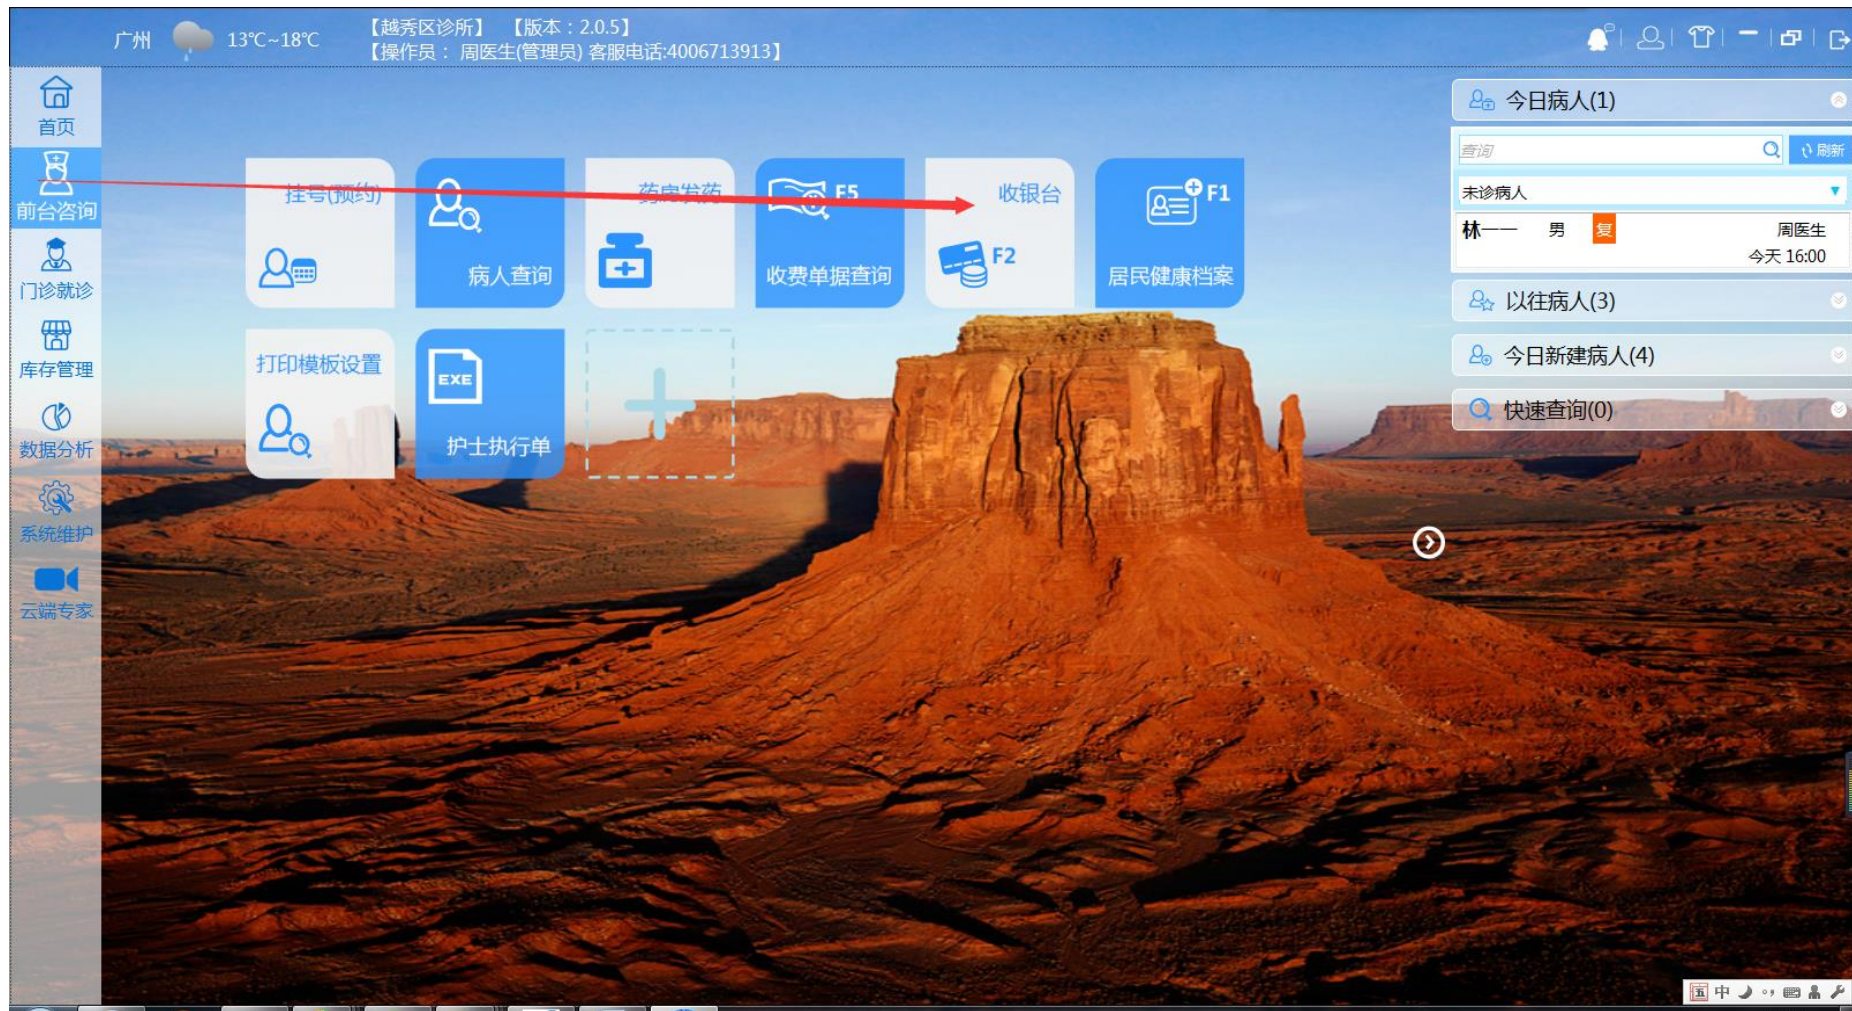 广州
13℃~18℃
【越秀区诊所】 【版本：2.0.5】
【操作员： 周医生(管理员) 客服电话:4006713913】
首页
前台咨询
门诊就诊
库存管理
数据分析
系统维护
云端专家
挂号(预约)
病人查询
药房发药
F5
收费单据查询
收银台
F2
F1
居民健康档案
打印模板设置
EXE
护士执行单
今日病人(1)
查询
刷新
未诊病人
林一一 男 复 周医生
今天 16:00
以往病人(3)
今日新建病人(4)
快速查询(0)
五 中